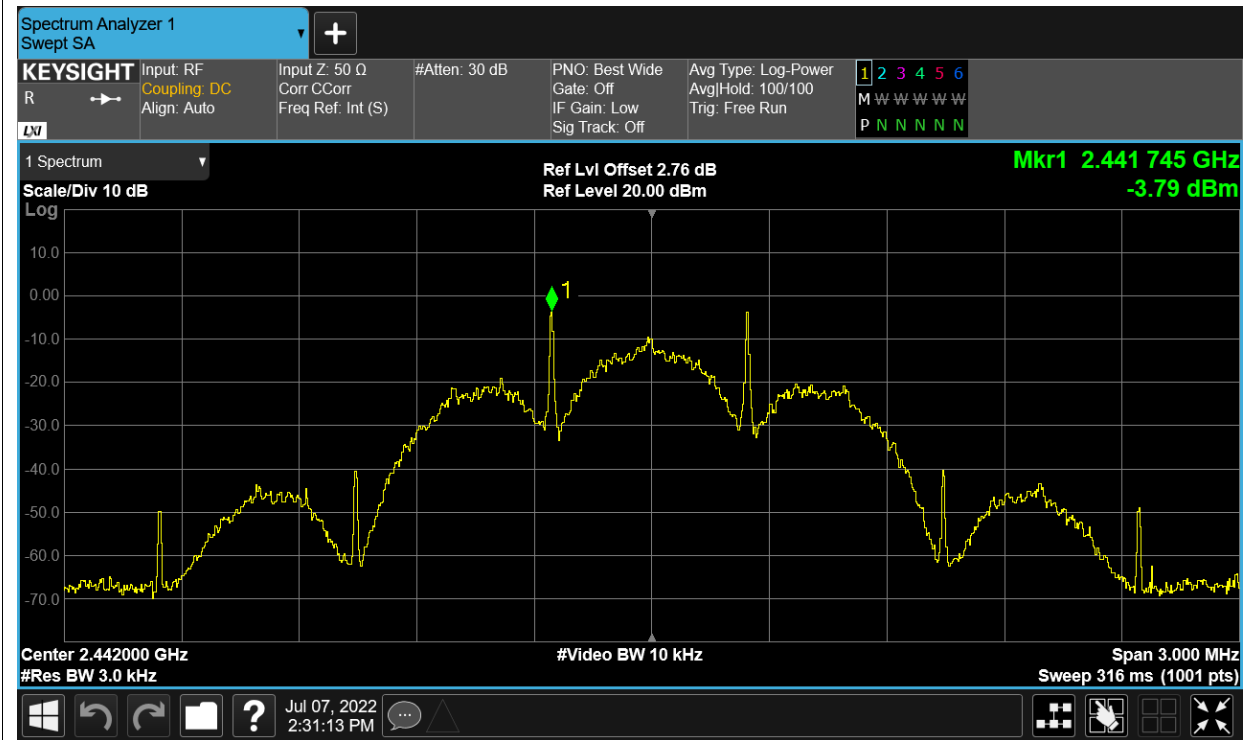 Spectrum Analyzer 1
Swept SA
+
KEYSIGHT
R
LXI
Input: RF
Coupling: DC
Align: Auto
Input Z: 50 Ω
Corr CCorr
Freq Ref: Int (S)
#Atten: 30 dB
PNO: Best Wide
Gate: Off
IF Gain: Low
Sig Track: Off
Avg Type: Log-Power
Avg|Hold: 100/100
Trig: Free Run
1 2 3 4 5 6
M W W W W W
P N N N N N
1 Spectrum
Scale/Div 10 dB
Log
Ref Lvl Offset 2.76 dB
Ref Level 20.00 dBm
Mkr1 2.441 745 GHz
-3.79 dBm
10.0
0.00
-10.0
-20.0
-30.0
-40.0
-50.0
-60.0
-70.0
1
Center 2.442000 GHz
#Res BW 3.0 kHz
#Video BW 10 kHz
Span 3.000 MHz
Sweep 316 ms (1001 pts)
?
Jul 07, 2022
2:31:13 PM